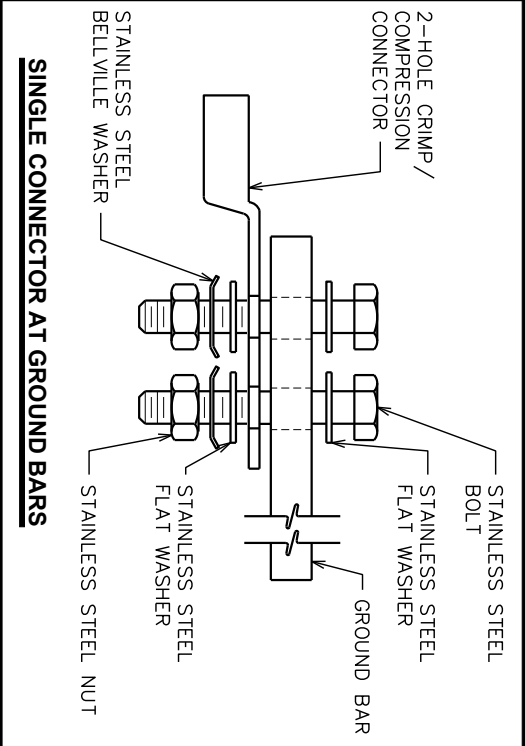 2-HOLE CRIMP/
COMPRESSION
CONNECTOR
STAINLESS STEEL
BOLT
STAINLESS STEEL
FLAT WASHER
GROUND BAR
STAINLESS STEEL
BELLVILLE WASHER
STAINLESS STEEL
FLAT WASHER
STAINLESS STEEL NUT
SINGLE CONNECTOR AT GROUND BARS